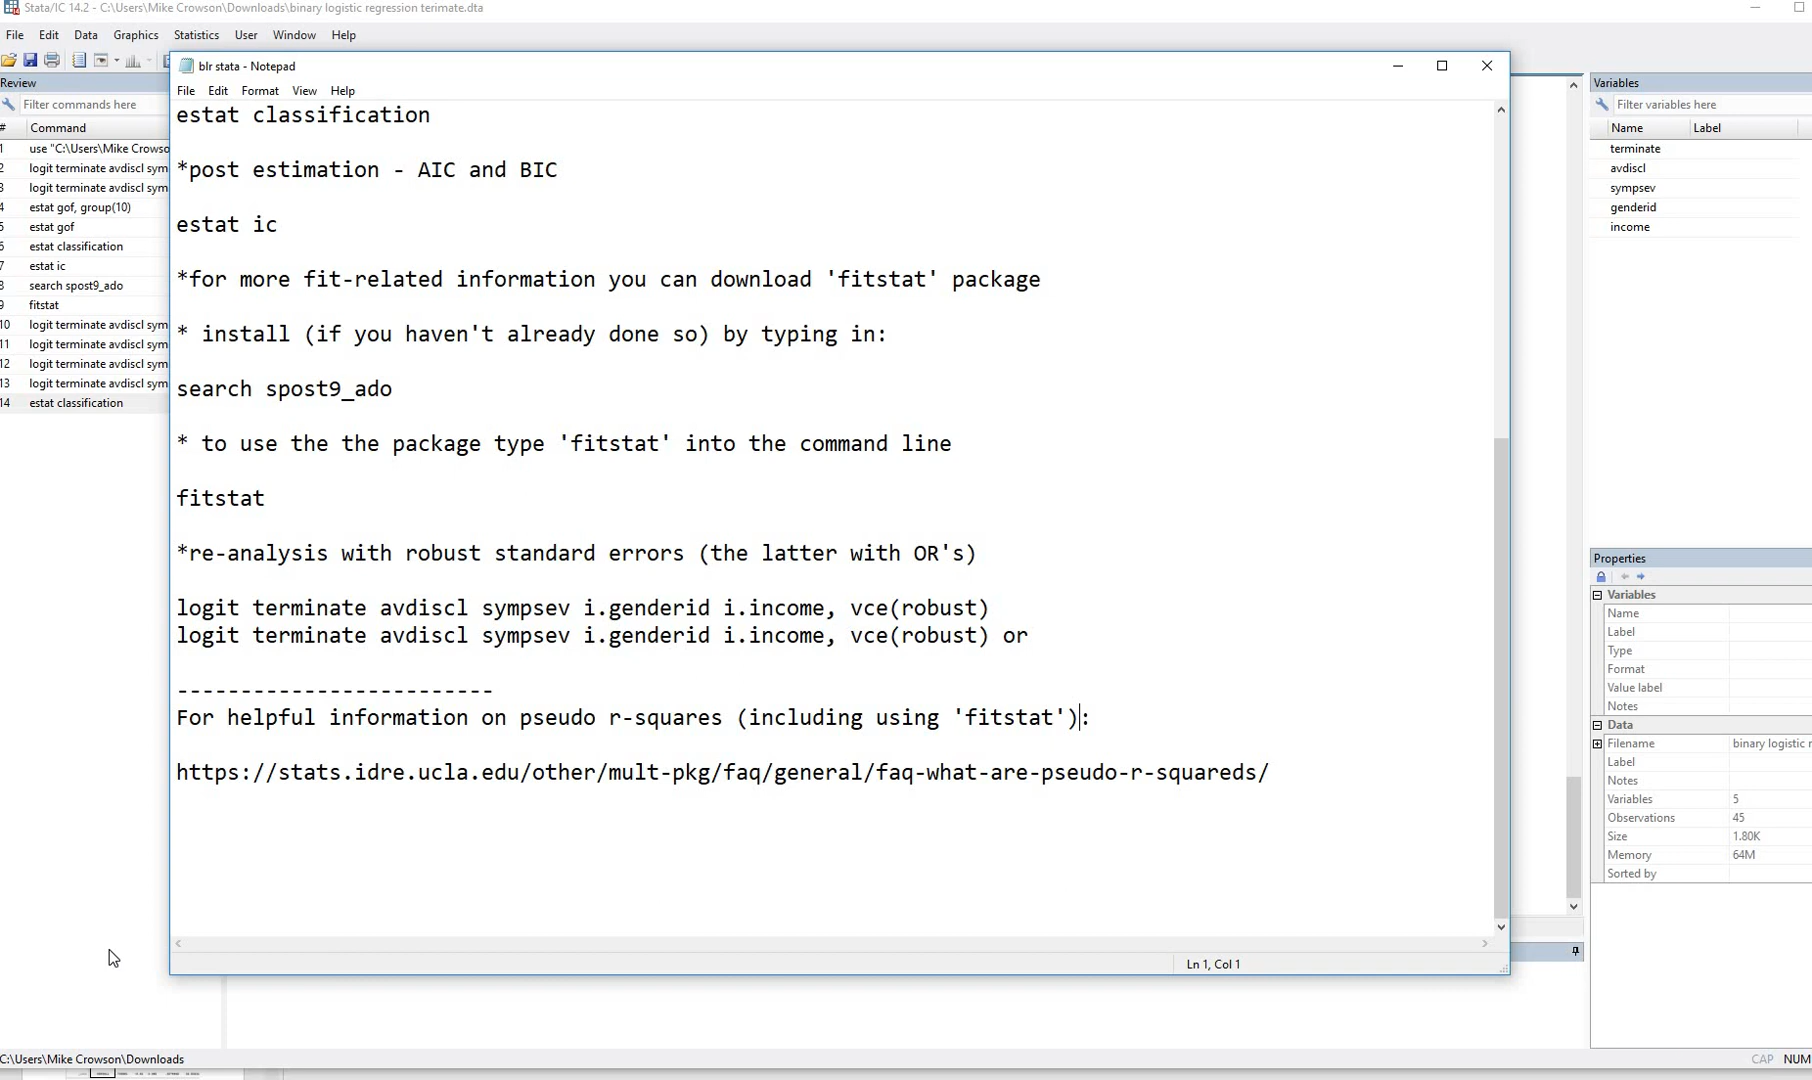 Stata/IC 14.2 - C:\Users\Mike Crowson\Downloads\binary logistic regression terimate.dta
File Edit Data Graphics Statistics User Window Help
Review
Filter commands here
# Command
1 use "C:\Users\Mike Crowso
2 logit terminate avdiscl sym
3 logit terminate avdiscl sym
4 estat gof, group(10)
5 estat gof
6 estat classification
7 estat ic
8 search spost9_ado
9 fitstat
10 logit terminate avdiscl sym
11 logit terminate avdiscl sym
12 logit terminate avdiscl sym
13 logit terminate avdiscl sym
14 estat classification
blr stata - Notepad
File Edit Format View Help
estat classification
*post estimation - AIC and BIC
estat ic
*for more fit-related information you can download 'fitstat' package
* install (if you haven't already done so) by typing in:
search spost9_ado
* to use the the package type 'fitstat' into the command line
fitstat
*re-analysis with robust standard errors (the latter with OR's)
logit terminate avdiscl sympsev i.genderid i.income, vce(robust)
logit terminate avdiscl sympsev i.genderid i.income, vce(robust) or
-------------------------
For helpful information on pseudo r-squares (including using 'fitstat'):
https://stats.idre.ucla.edu/other/mult-pkg/faq/general/faq-what-are-pseudo-r-squareds/
Ln 1, Col 1
Variables
Filter variables here
Name Label
terminate
avdiscl
sympsev
genderid
income
Properties
Variables
Name
Label
Type
Format
Value label
Notes
Data
Filename binary logistic r
Label
Notes
Variables 5
Observations 45
Size 1.80K
Memory 64M
Sorted by
C:\Users\Mike Crowson\Downloads
CAP NUM